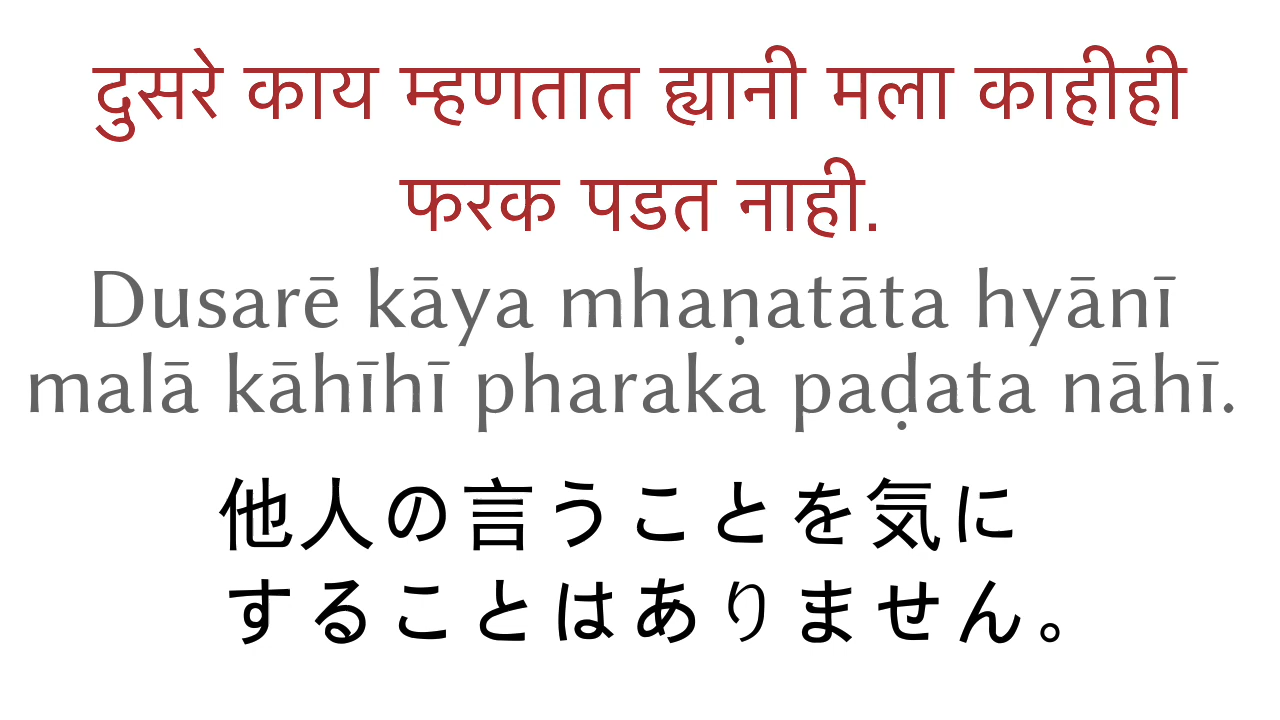 दुसरे काय म्हणतात ह्यानी मला काहीही
फरक पडत नाही.
Dusarē kāya mhaṇatāta hyānī
malā kāhīhī pharaka paḍata nāhī.
他人の言うことを気に
することはありません。